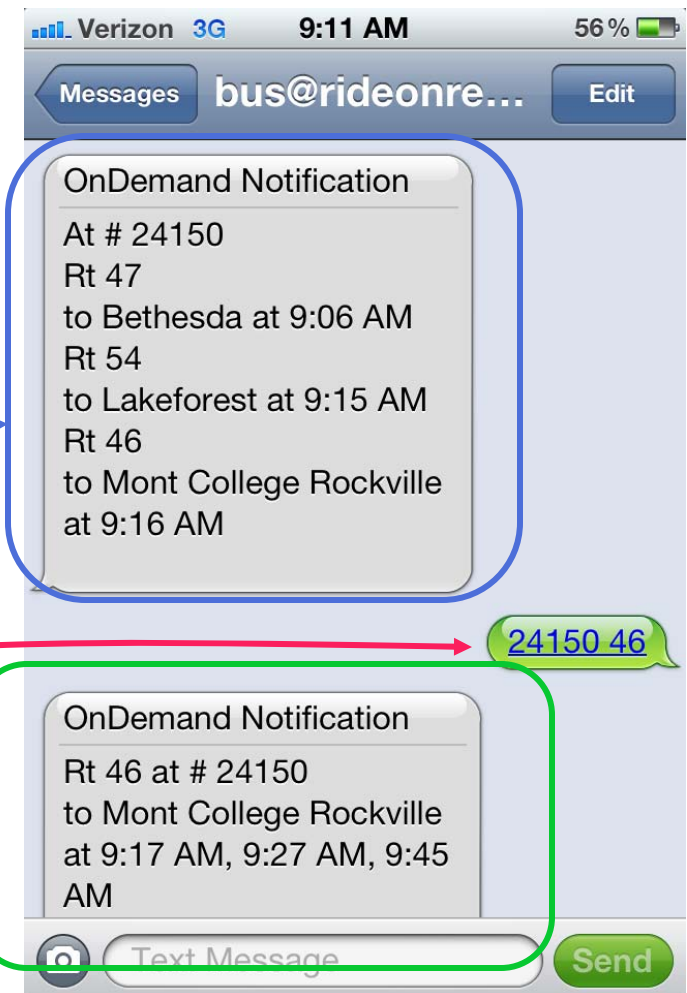 Verizon 3G 9:11 AM 56%
Messages bus@rideonre... Edit
OnDemand Notification
At # 24150
Rt 47
to Bethesda at 9:06 AM
Rt 54
to Lakeforest at 9:15 AM
Rt 46
to Mont College Rockville
at 9:16 AM
24150 46
OnDemand Notification
Rt 46 at # 24150
to Mont College Rockville
at 9:17 AM, 9:27 AM, 9:45
AM
Text Message Send